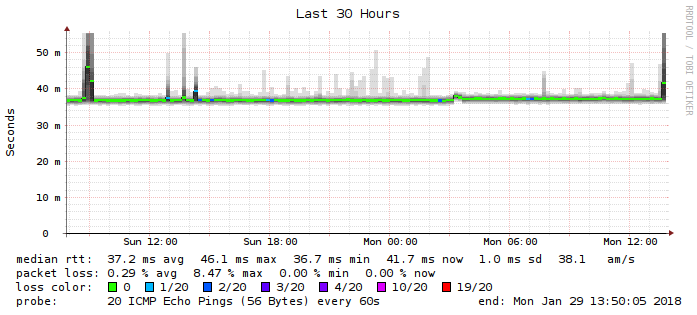 Last 30 Hours
RRDTOOL / TOBI OETIKER
Seconds
50 m
40 m
30 m
20 m
10 m
0
Sun 12:00 Sun 18:00 Mon 00:00 Mon 06:00 Mon 12:00
median rtt: 37.2 ms avg 46.1 ms max 36.7 ms min 41.7 ms now 1.0 ms sd 38.1 am/s
packet loss: 0.29 % avg 8.47 % max 0.00 % min 0.00 % now
loss color: 0 1/20 2/20 3/20 4/20 10/20 19/20
probe: 20 ICMP Echo Pings (56 Bytes) every 60s end: Mon Jan 29 13:50:05 2018